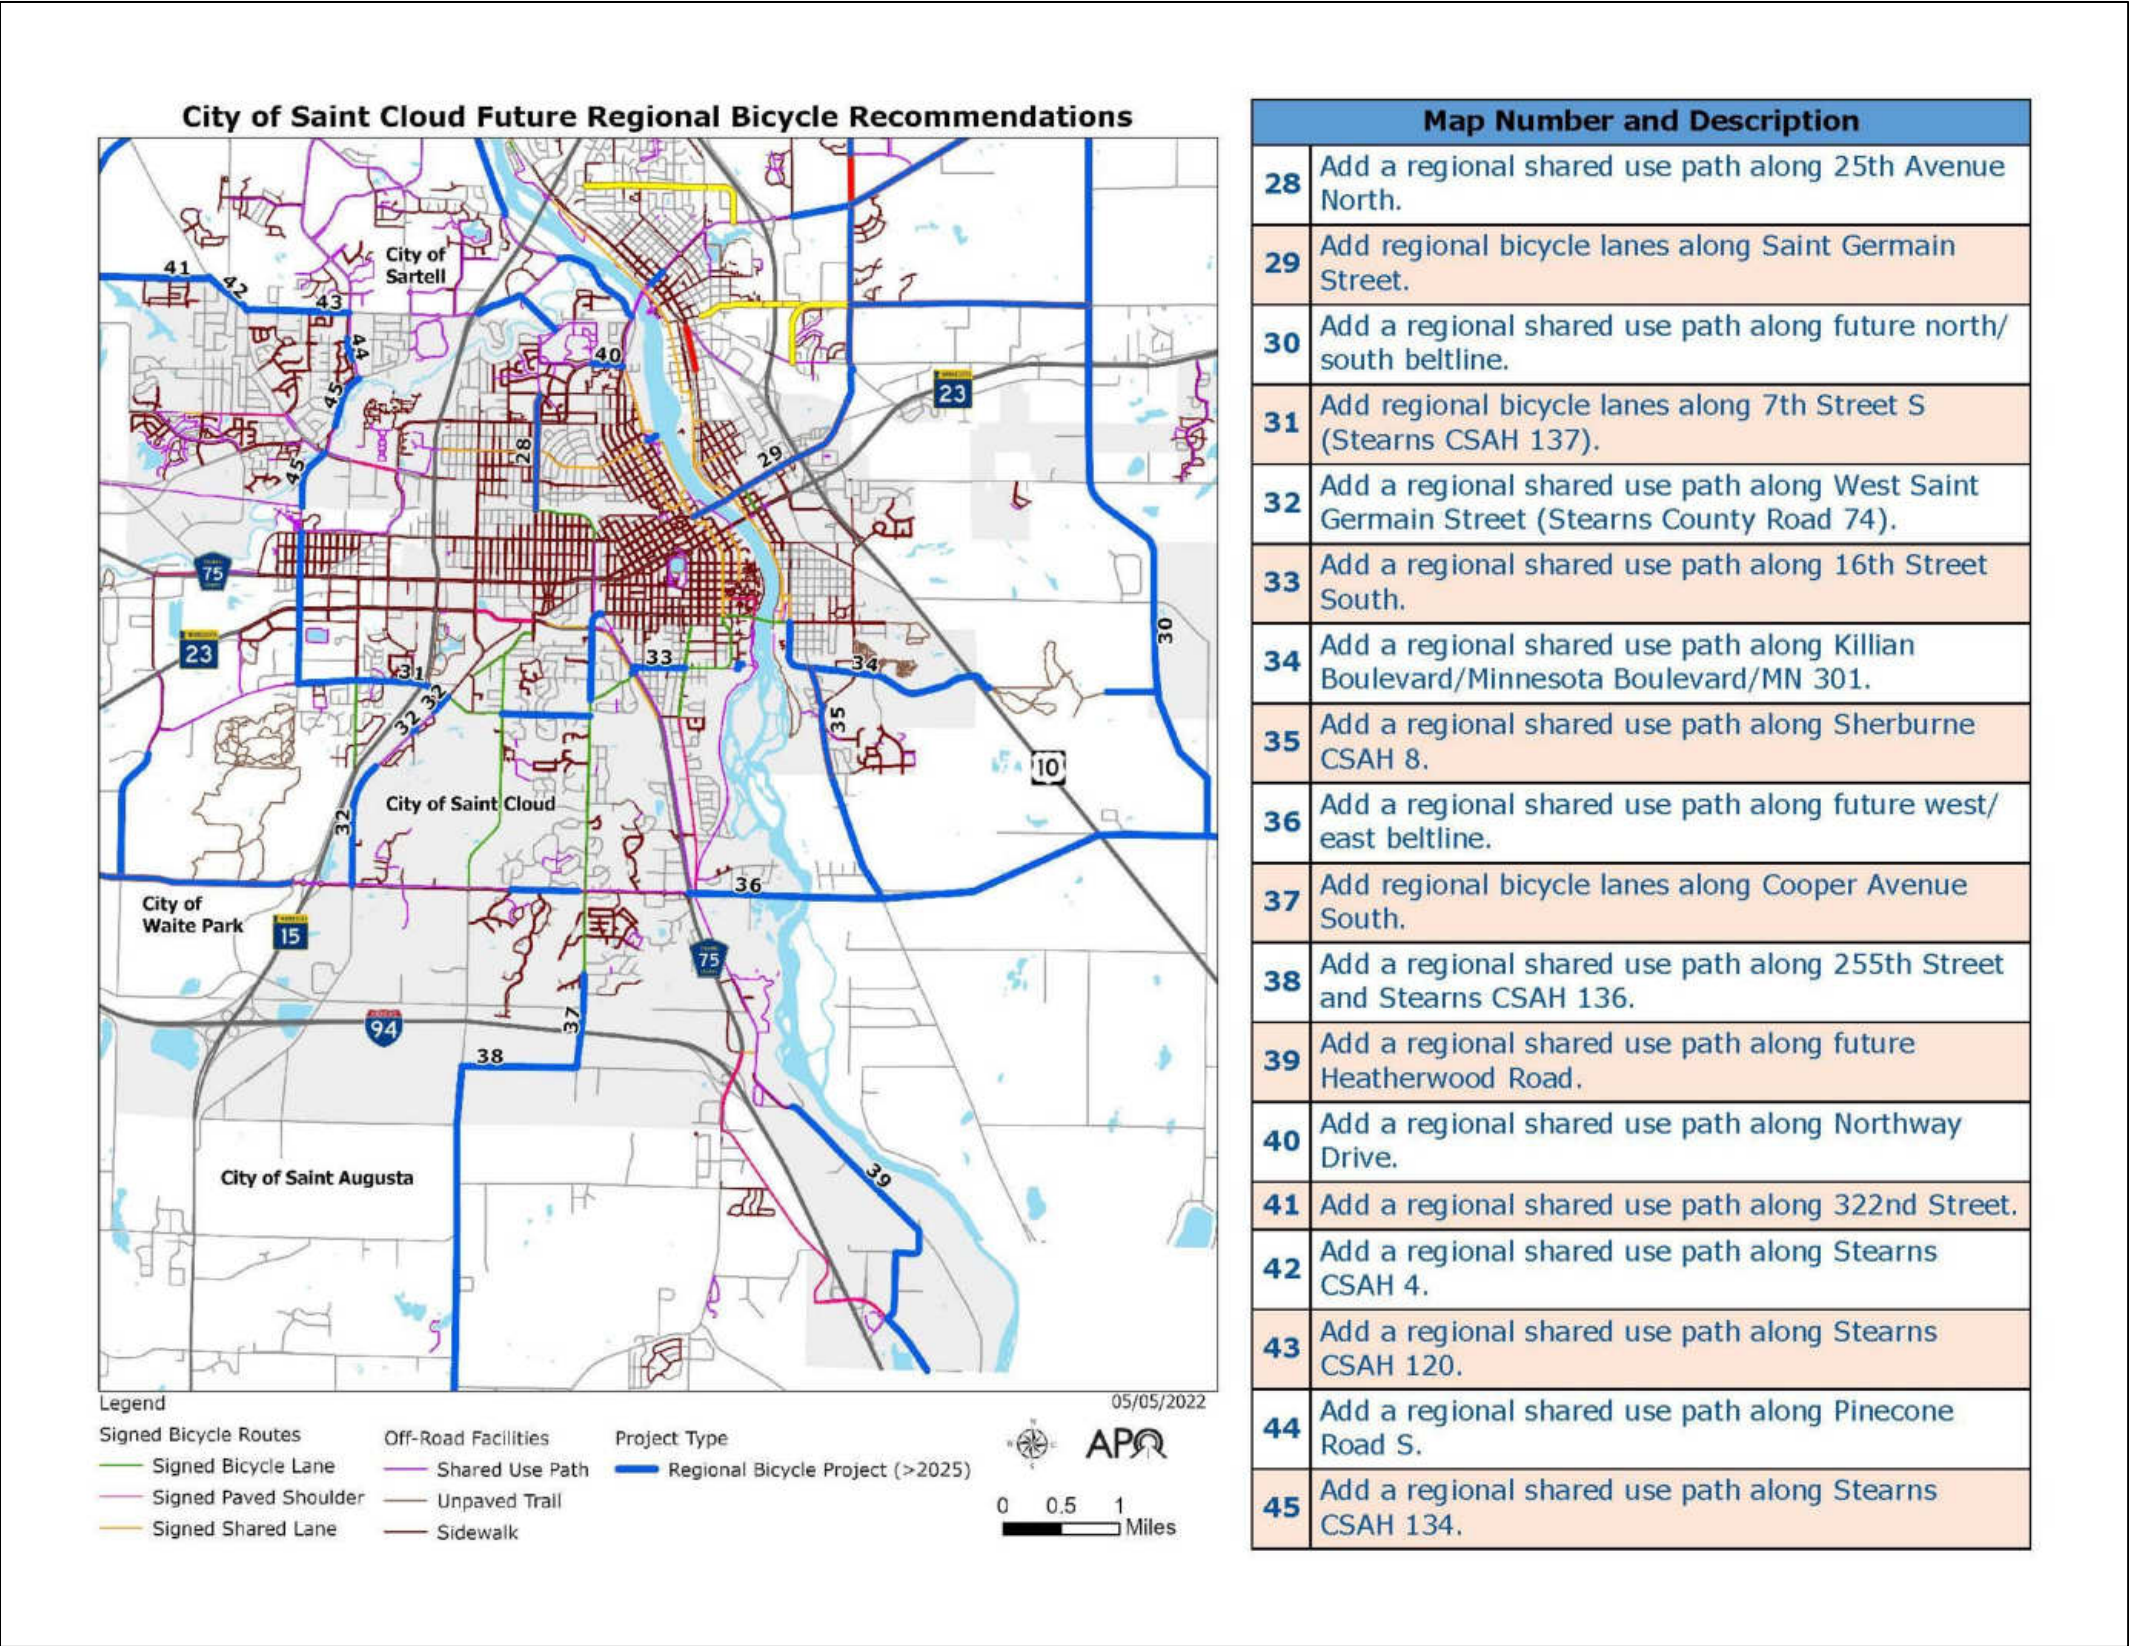 City of Saint Cloud Future Regional Bicycle Recommendations
City of
Sartell
41
42
43
44
45
45
40
28
29
23
75
23
30
31
32
32
33
34
35
10
City of Saint Cloud
32
36
City of
Waite Park
15
75
94
37
38
City of Saint Augusta
39
Legend
05/05/2022
Signed Bicycle Routes
Signed Bicycle Lane
Signed Paved Shoulder
Signed Shared Lane
Off-Road Facilities
Shared Use Path
Unpaved Trail
Sidewalk
Project Type
Regional Bicycle Project (>2025)
APO
0 0.5 1
Miles
Map Number and Description
28 Add a regional shared use path along 25th Avenue
North.
29 Add regional bicycle lanes along Saint Germain
Street.
30 Add a regional shared use path along future north/
south beltline.
31 Add regional bicycle lanes along 7th Street S
(Stearns CSAH 137).
32 Add a regional shared use path along West Saint
Germain Street (Stearns County Road 74).
33 Add a regional shared use path along 16th Street
South.
34 Add a regional shared use path along Killian
Boulevard/Minnesota Boulevard/MN 301.
35 Add a regional shared use path along Sherburne
CSAH 8.
36 Add a regional shared use path along future west/
east beltline.
37 Add regional bicycle lanes along Cooper Avenue
South.
38 Add a regional shared use path along 255th Street
and Stearns CSAH 136.
39 Add a regional shared use path along future
Heatherwood Road.
40 Add a regional shared use path along Northway
Drive.
41 Add a regional shared use path along 322nd Street.
42 Add a regional shared use path along Stearns
CSAH 4.
43 Add a regional shared use path along Stearns
CSAH 120.
44 Add a regional shared use path along Pinecone
Road S.
45 Add a regional shared use path along Stearns
CSAH 134.